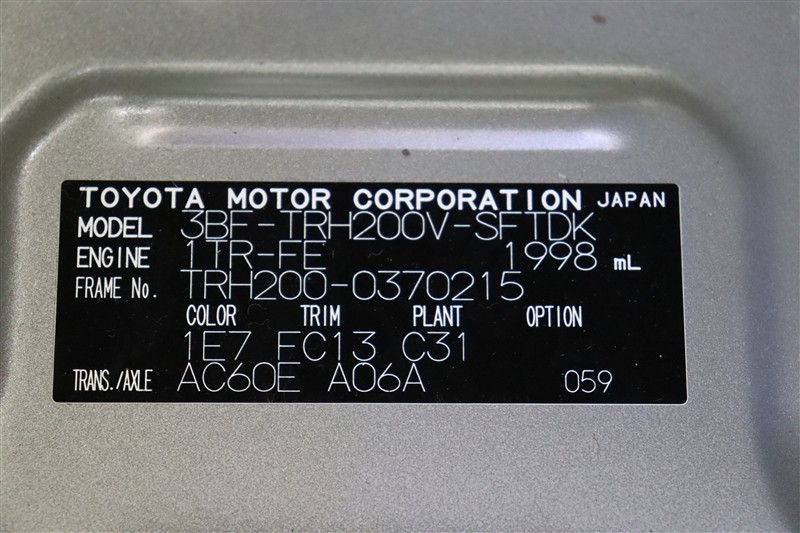 TOYOTA MOTOR CORPORATION JAPAN
MODEL 3BF-TRH200V-SFTDK
ENGINE 1TR-FE 1998 mL
FRAME No. TRH200-0370215
COLOR TRIM PLANT OPTION
1E7 FC13 C31
TRANS./AXLE AC60E A06A 059